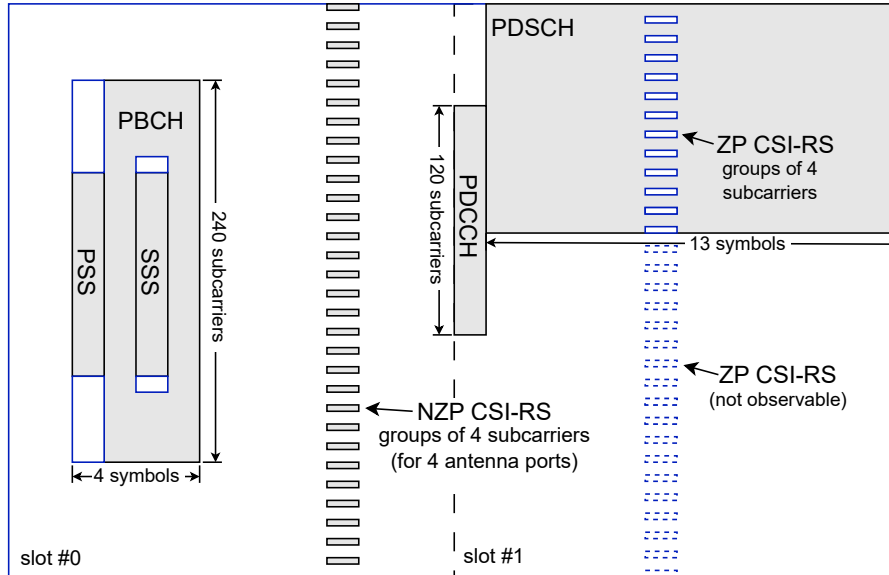 PDSCH
PBCH
ZP CSI-RS
groups of 4
subcarriers
120 subcarriers
PDCCH
240 subcarriers
PSS
SSS
13 symbols
ZP CSI-RS
(not observable)
NZP CSI-RS
groups of 4 subcarriers
(for 4 antenna ports)
4 symbols
slot #0
slot #1